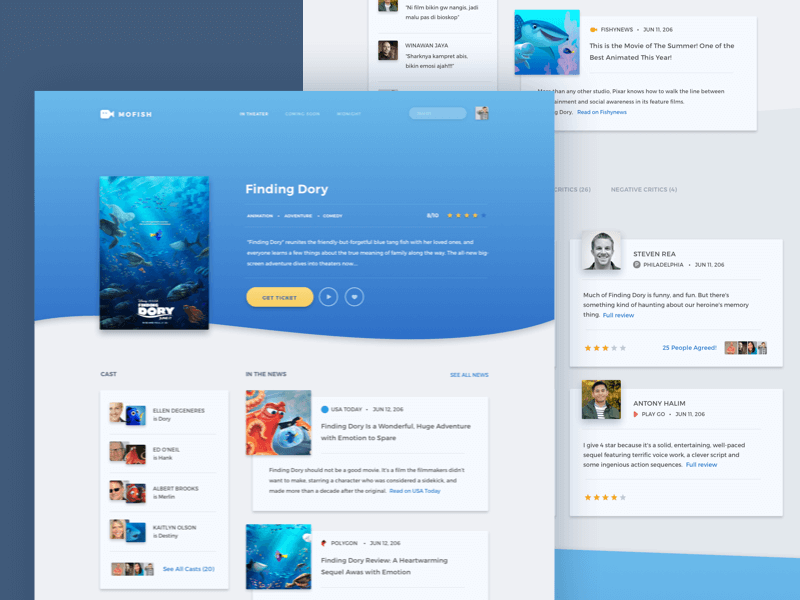 "Ni film bikin gw nangis, jadi
malu pas di bioskop"
WINAWAN JAYA
"Sharknya kampret abis,
bikin emosi ajah!!!"
FISHYNEWS • JUN 11, 206
This is the Movie of The Summer! One of the
Best Animated This Year!
than any other studio, Pixar knows how to walk the line between
and social awareness in its feature films.
Dory. Read on Fishynews
MOFISH
IN THEATER COMING SOON
Finding Dory
ANIMATION • ADVENTURE • COMEDY
8/10
"Finding Dory" reunites the friendly-but-forgetful blue tang fish with her loved ones, and
everyone learns a few things about the true meaning of family along the way. The all-new big-
screen adventure dives into theaters now...
GET TICKET
DISNEY PIXAR
FINDING
DORY
CRITICS (26) NEGATIVE CRITICS (4)
STEVEN REA
PHILADELPHIA • JUN 11, 206
Much of Finding Dory is funny, and fun. But there's
something kind of haunting about our heroine's memory
thing. Full review
25 People Agreed!
ANTONY HALIM
PLAY GO • JUN 11, 206
I give 4 star because it's a solid, entertaining, well-paced
sequel featuring terrific voice work, a clever script and
some ingenious action sequences. Full review
CAST
ELLEN DECENERES
is Dory
ED O'NEIL
is Hank
ALBERT BROOKS
is Merlin
KAITLYN OLSON
is Destiny
See All Casts (20)
IN THE NEWS
SEE ALL NEWS
USA TODAY • JUN 12, 206
Finding Dory Is a Wonderful, Huge Adventure
with Emotion to Spare
Finding Dory should not be a good movie. It's a film the filmmakers didn't
want to make, starring a character who was considered a sidekick, and
made more than a decade after the original. Read on USA Today
POLYGON • JUN 12, 206
Finding Dory Review: A Heartwarming
Sequel Awas with Emotion